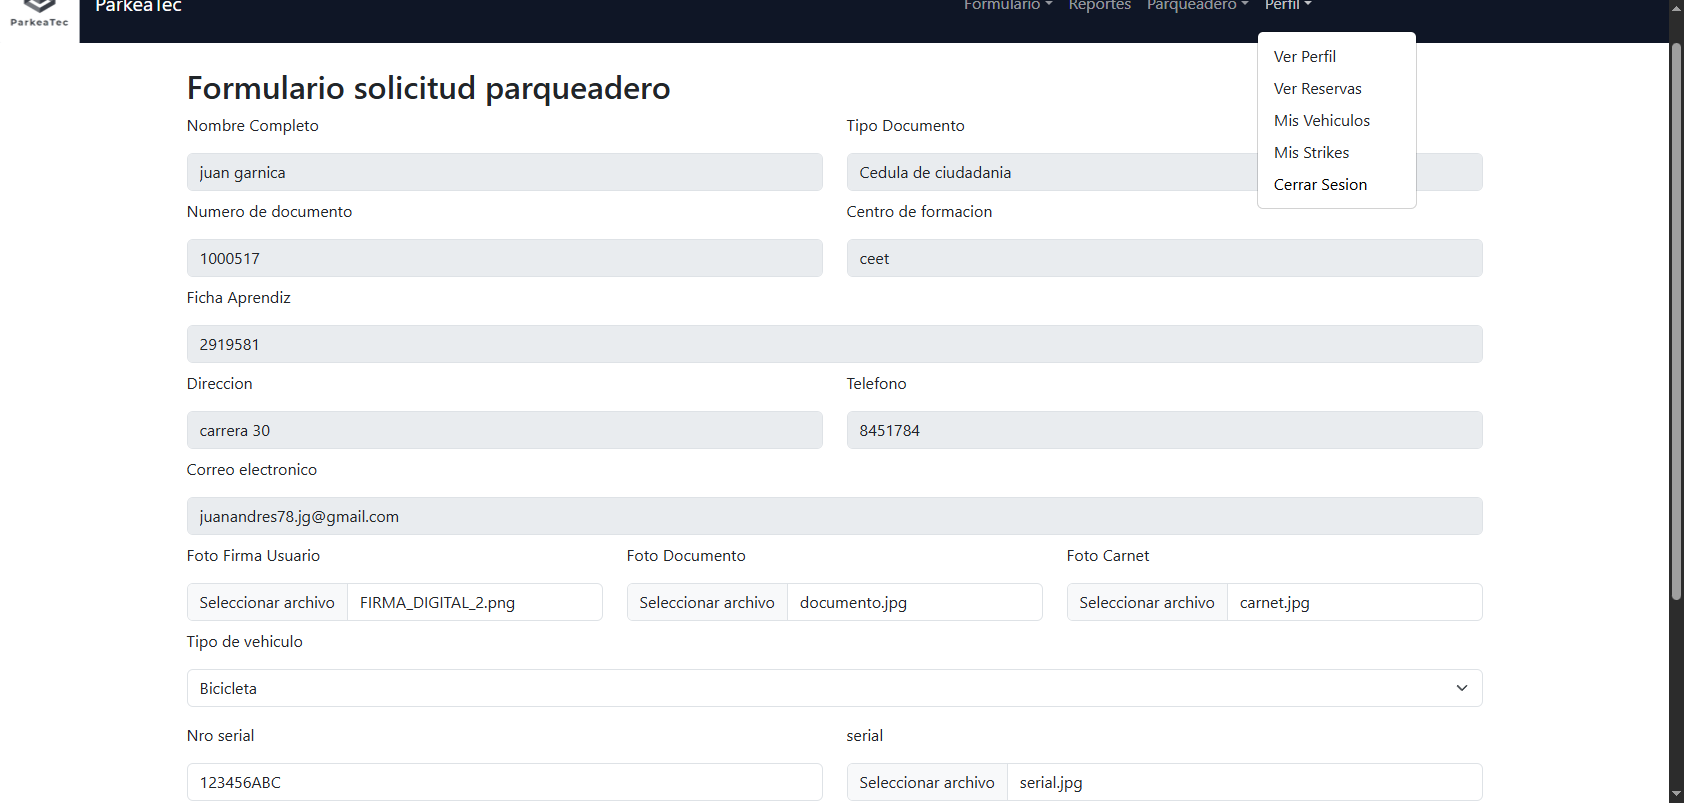 ParkeaTec
ParkeaTec
Formulario
Reportes
Parqueadero
Perfil
Ver Perfil
Ver Reservas
Mis Vehiculos
Mis Strikes
Cerrar Sesion
Formulario solicitud parqueadero
Nombre Completo
Tipo Documento
juan garnica
Cedula de ciudadania
Numero de documento
Centro de formacion
1000517
ceet
Ficha Aprendiz
2919581
Direccion
Telefono
carrera 30
8451784
Correo electronico
juanandres78.jg@gmail.com
Foto Firma Usuario
Foto Documento
Foto Carnet
Seleccionar archivo FIRMA_DIGITAL_2.png
Seleccionar archivo documento.jpg
Seleccionar archivo carnet.jpg
Tipo de vehiculo
Bicicleta
Nro serial
serial
123456ABC
Seleccionar archivo serial.jpg